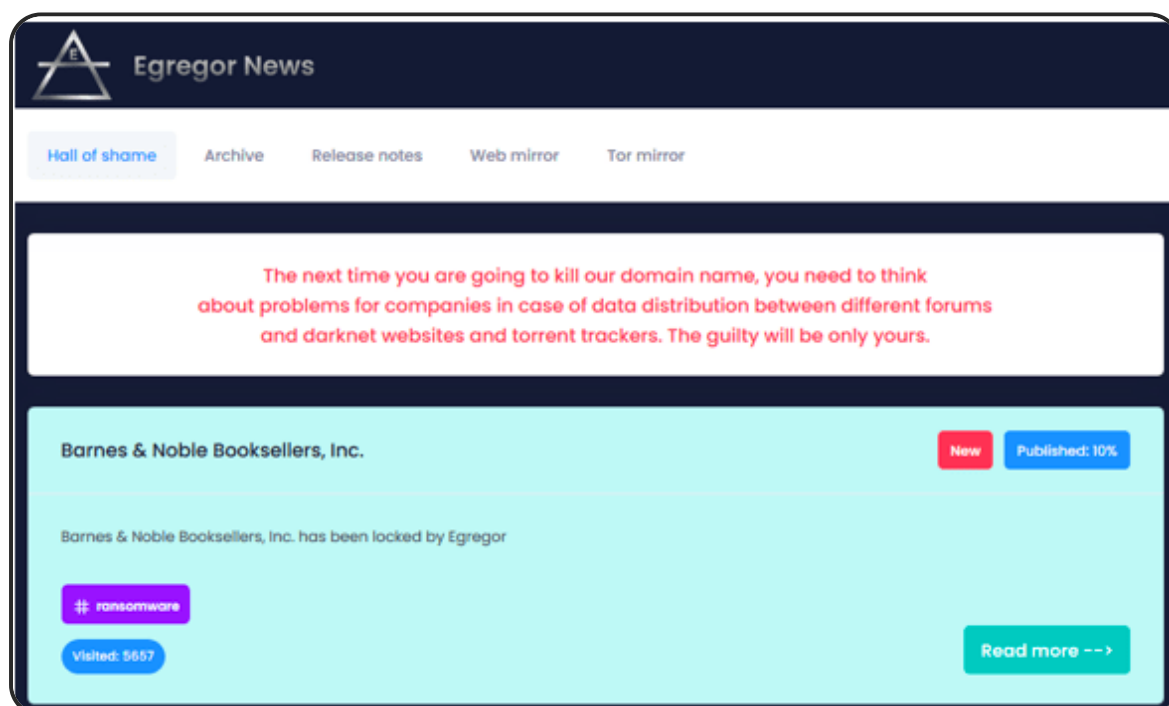 E
Egregor News
Hall of shame Archive Release notes Web mirror Tor mirror
The next time you are going to kill our domain name, you need to think
about problems for companies in case of data distribution between different forums
and darknet websites and torrent trackers. The guilty will be only yours.
Barnes & Noble Booksellers, Inc. New Published: 10%
Barnes & Noble Booksellers, Inc. has been locked by Egregor
# ransomware
Visited: 5657
Read more -->